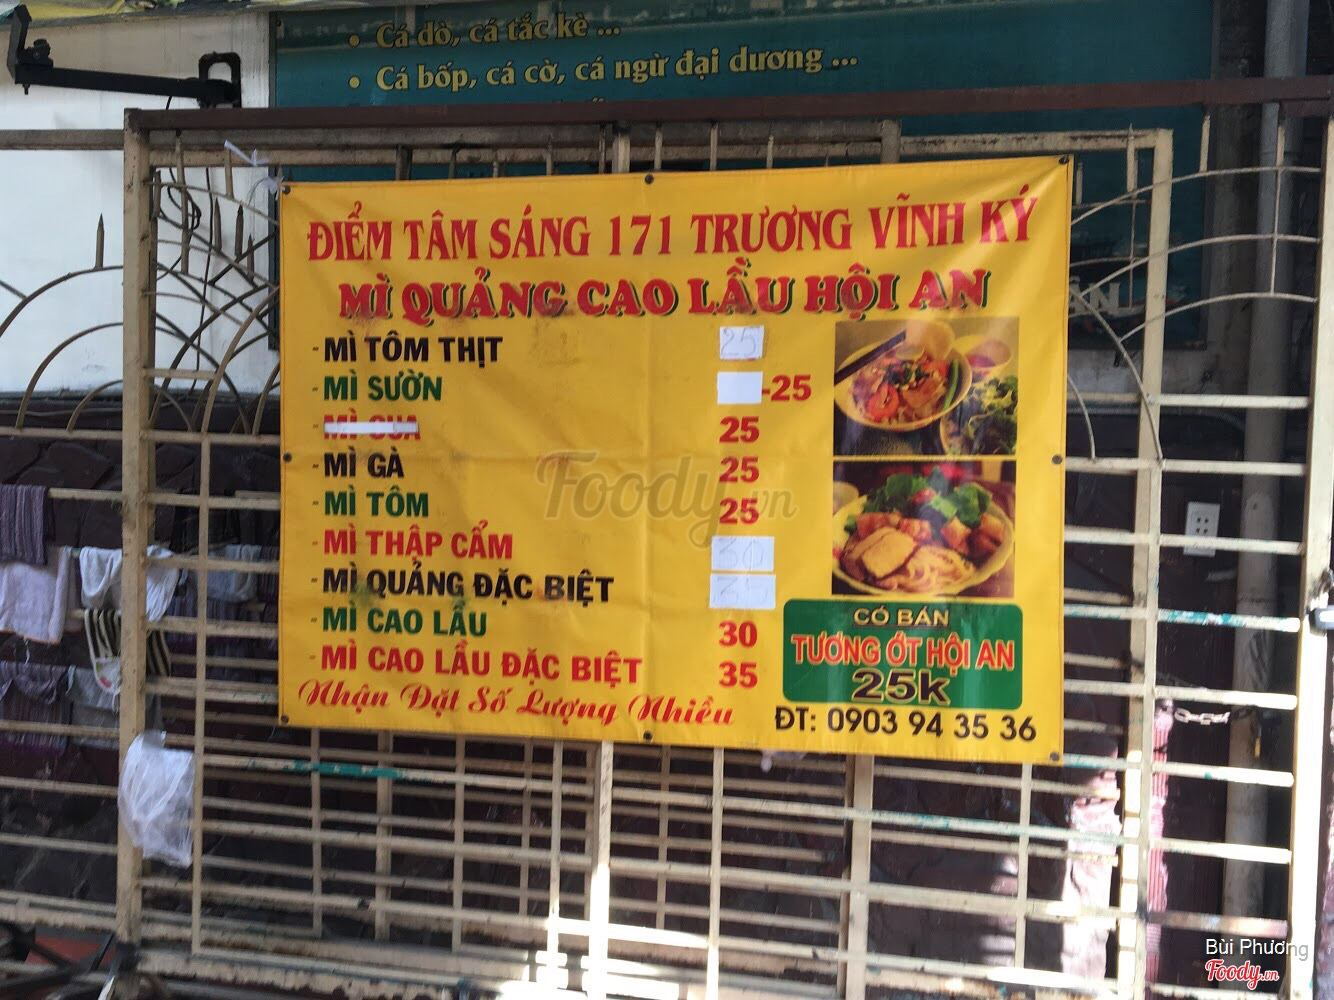 • Cá dò, cá tắc kè ...
• Cá bốp, cá cờ, cá ngừ đại dương ...
ĐIỂM TÂM SÁNG 171 TRƯƠNG VĨNH KÝ
MÌ QUẢNG CAO LẦU HỘI AN
- MÌ TÔM THỊT 25
- MÌ SƯỜN -25
- MÌ CUA 25
- MÌ GÀ 25
- MÌ TÔM 25
- MÌ THẬP CẨM 30
- MÌ QUẢNG ĐẶC BIỆT
- MÌ CAO LẦU 30
- MÌ CAO LẦU ĐẶC BIỆT 35
Nhận Đặt Số Lượng Nhiều
CÓ BÁN
TƯƠNG ỚT HỘI AN
25k
ĐT: 0903 94 35 36
Foody.vn
Bùi Phương
Foody.vn